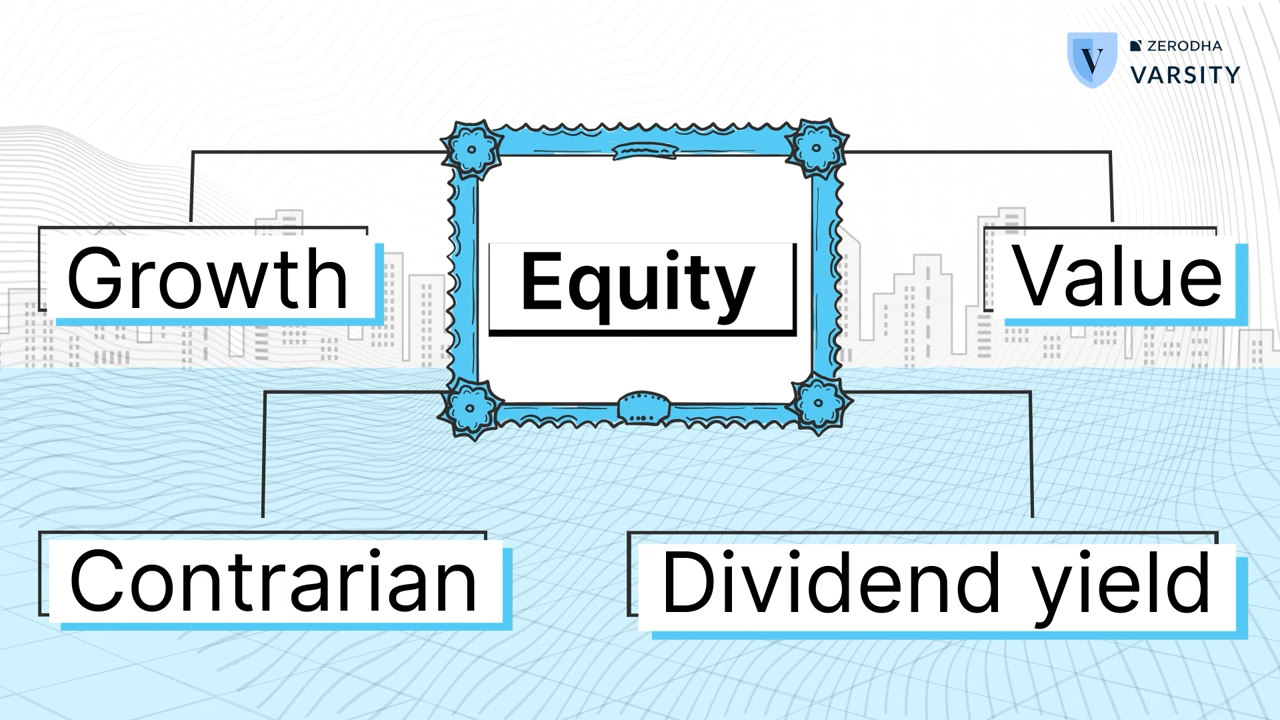 V
ZERODHA
VARSITY
Growth
Equity
Value
Contrarian
Dividend yield